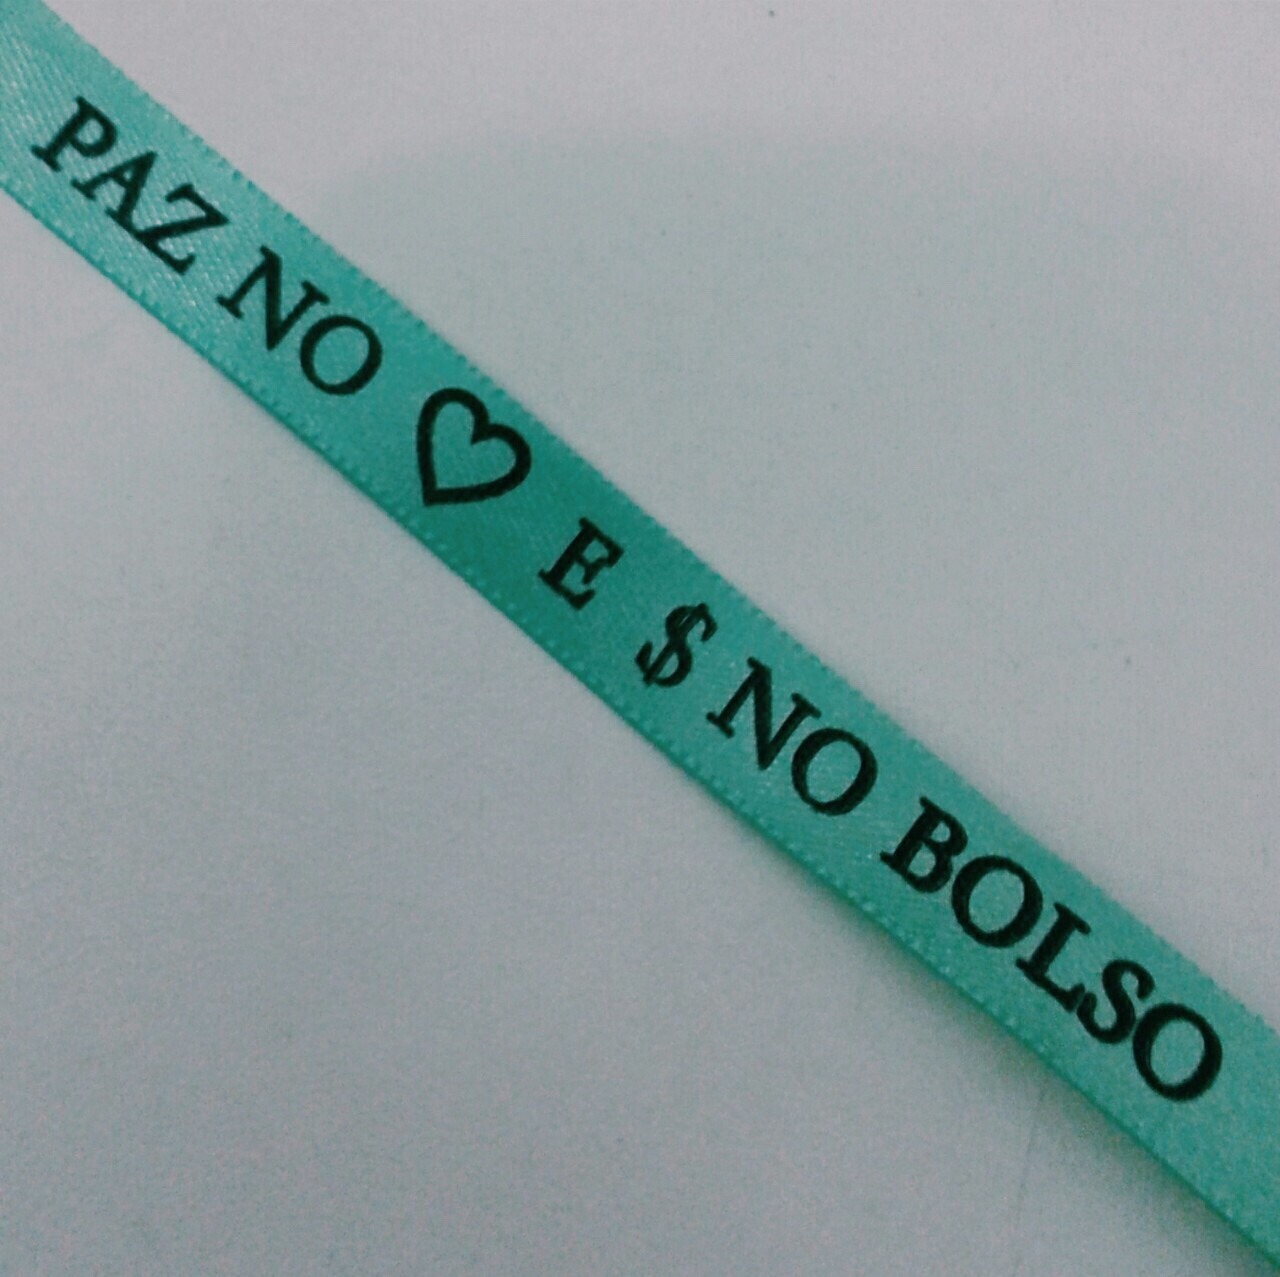 PAZ NO ♡ E $ NO BOLSO